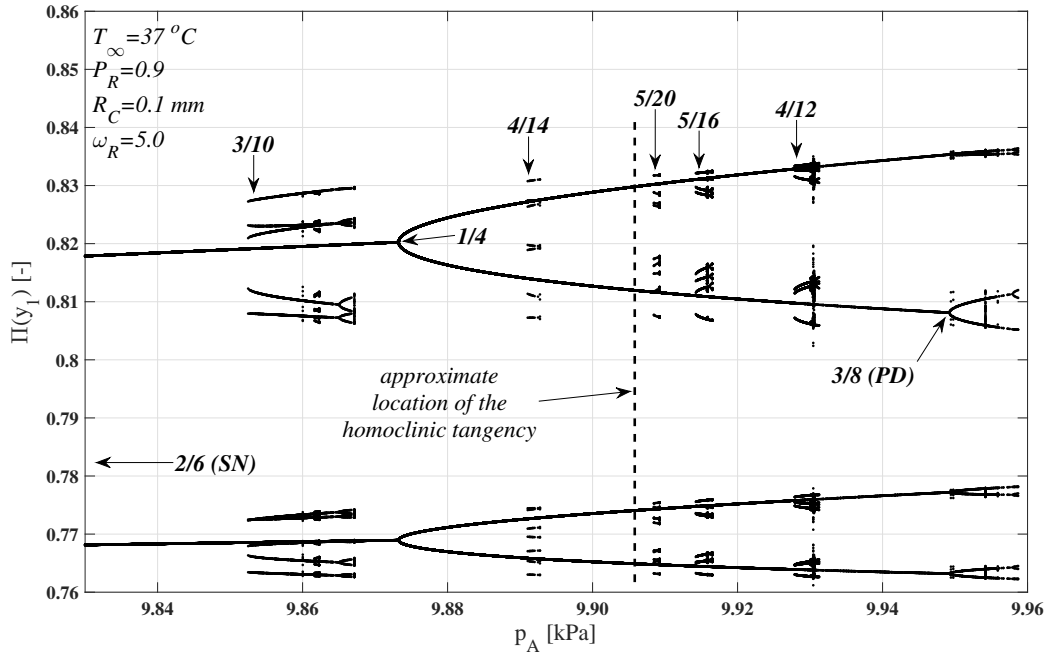 0.86
0.85
0.84
0.83
0.82
0.81
0.8
0.79
0.78
0.77
0.76
Π(y_1) [-]
T_∞=37 °C
P_R=0.9
R_C=0.1 mm
ω_R=5.0
3/10
4/14
5/20
5/16
4/12
1/4
approximate
location of the
homoclinic tangency
3/8 (PD)
2/6 (SN)
9.84 9.86 9.88 9.90 9.92 9.94 9.96
p_A [kPa]